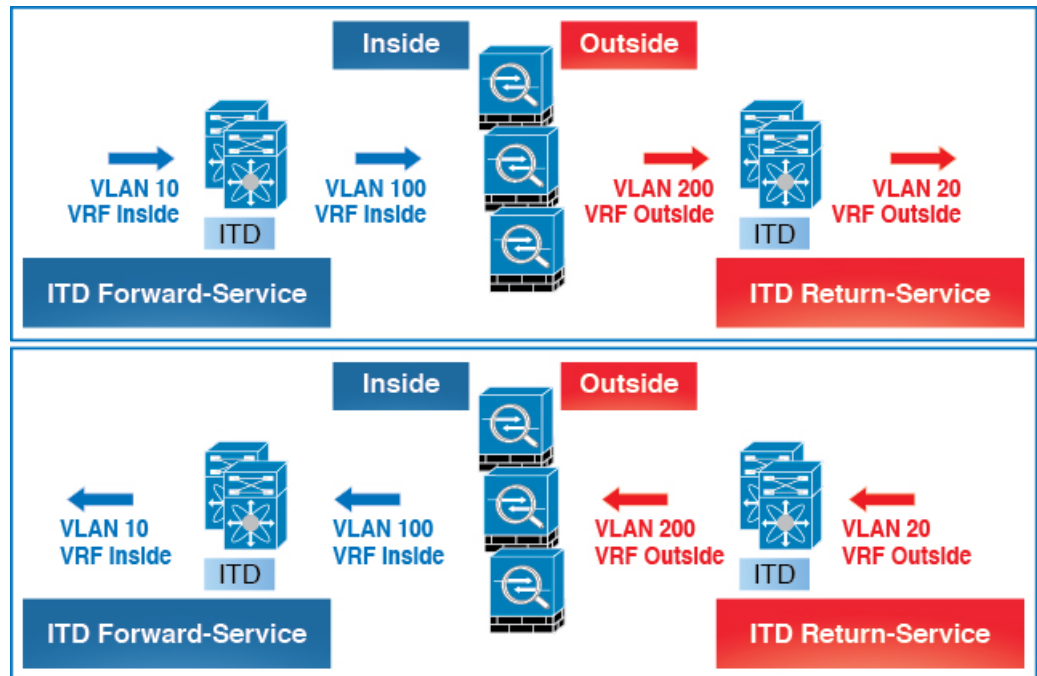 Inside
Outside
VLAN 10
VRF Inside
VLAN 100
VRF Inside
VLAN 200
VRF Outside
VLAN 20
VRF Outside
ITD
ITD
ITD Forward-Service
ITD Return-Service
Inside
Outside
VLAN 10
VRF Inside
VLAN 100
VRF Inside
VLAN 200
VRF Outside
VLAN 20
VRF Outside
ITD
ITD
ITD Forward-Service
ITD Return-Service